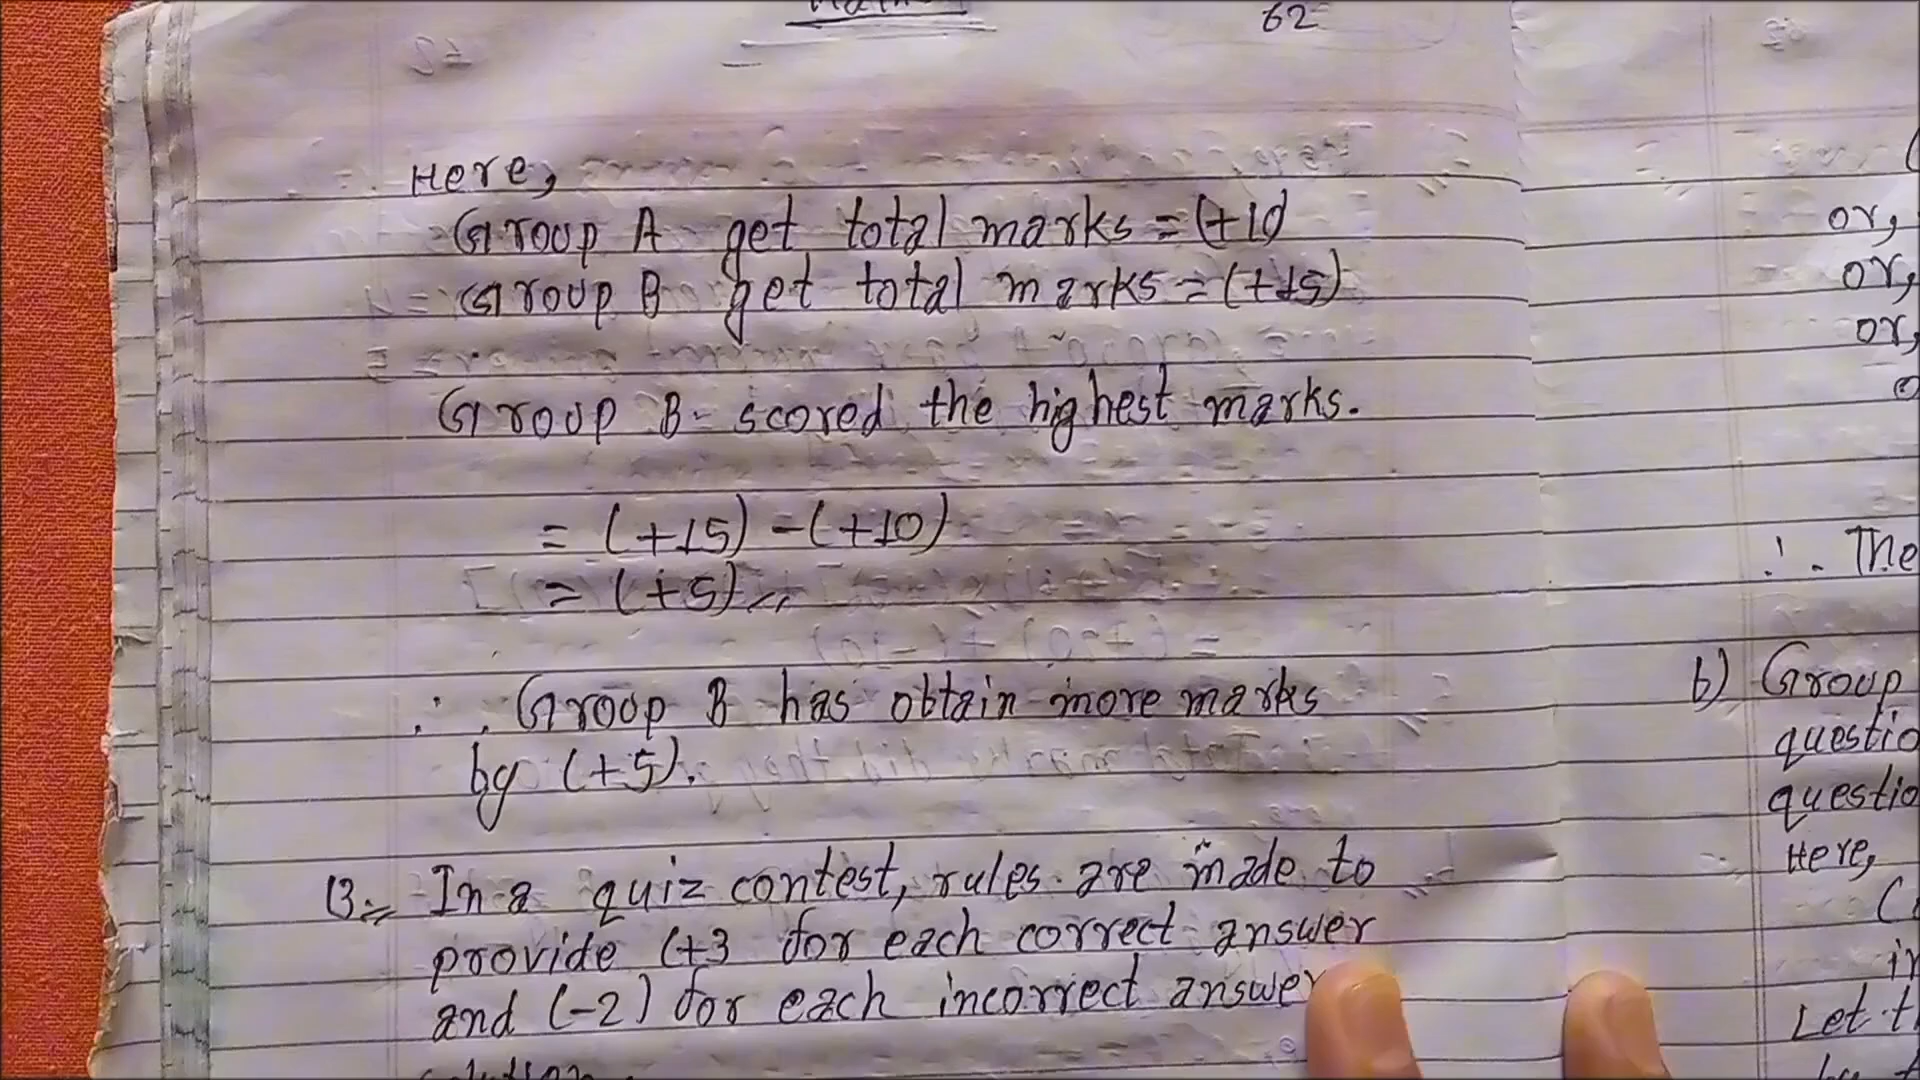 62
Here,
Group A get total marks = (+10
Group B get total marks = (+15)
Group B scored the highest marks.
= (+15) - (+10)
= (+5)
∴ Group B has obtain more marks
by (+5).
13. In a quiz contest, rules are made to
provide (+3 for each correct answer
and (-2) for each incorrect answer
or,
or,
or,
∴ The
b) Group
questio
questio
Here,
Let